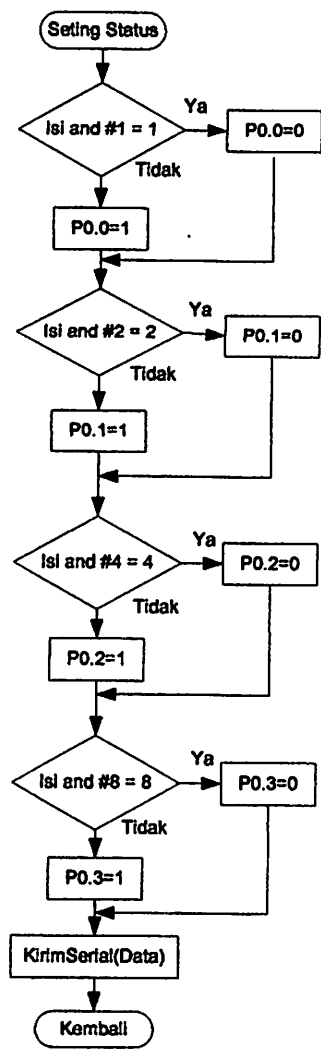 Seting Status
Isi and #1 = 1
Ya
P0.0=0
Tidak
P0.0=1
Isi and #2 = 2
Ya
P0.1=0
Tidak
P0.1=1
Isi and #4 = 4
Ya
P0.2=0
Tidak
P0.2=1
Isi and #8 = 8
Ya
P0.3=0
Tidak
P0.3=1
KirimSerial(Data)
Kembali